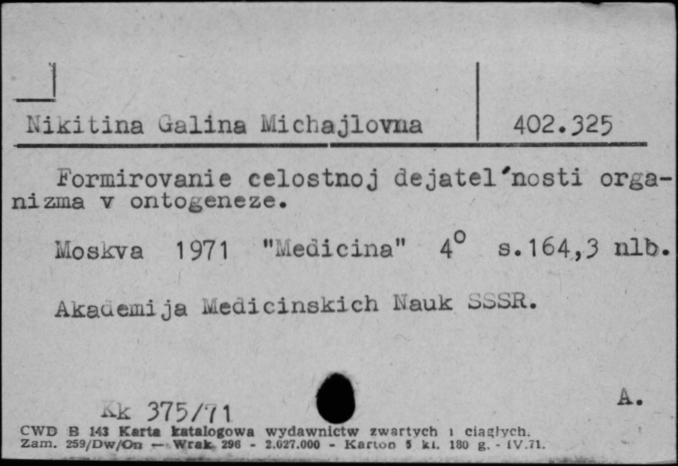 Nikitina Galina Michajlovna 402.325
Formirovanie celostnoj dejatel'nosti orga-
nizma v ontogeneze.
Moskva 1971 "Medicina" 4° s.164,3 nlb.
Akademija Medicinskich Nauk SSSR.
A.
Kk 375/71
CWD B 143 Karta katalogowa wydawnictw zwartych i ciągłych.
Zam. 259/Dw/On — Wrak 296 - 2.027.000 - Karton 5 kl. 180 g. - IV.71.